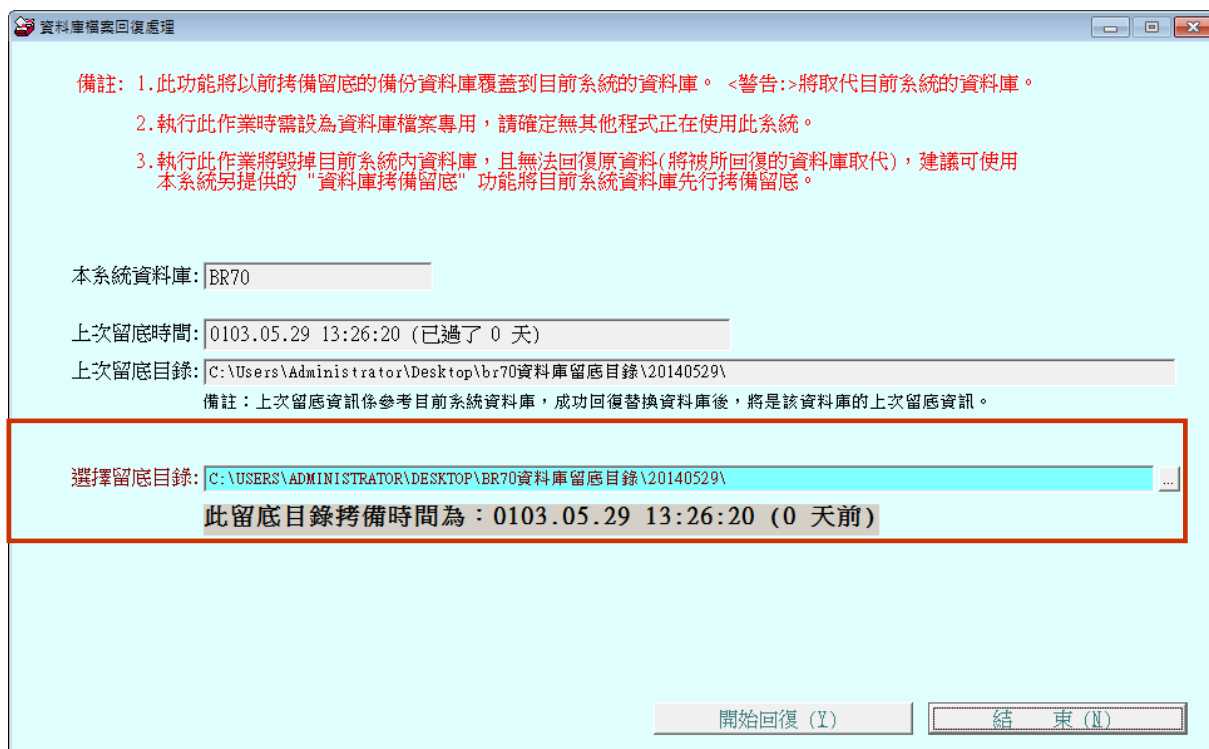 資料庫檔案回復處理
備註: 1.此功能將以前拷備留底的備份資料庫覆蓋到目前系統的資料庫。 <警告:>將取代目前系統的資料庫。
2.執行此作業時需設為資料庫檔案專用，請確定無其他程式正在使用此系統。
3.執行此作業將毀掉目前系統內資料庫，且無法回復原資料(將被所回復的資料庫取代)，建議可使用
本系統另提供的 "資料庫拷備留底" 功能將目前系統資料庫先行拷備留底。
本系統資料庫: BR70
上次留底時間: 0103.05.29 13:26:20 (已過了 0 天)
上次留底目錄: C:\Users\Administrator\Desktop\br70資料庫留底目錄\20140529\
備註：上次留底資訊係參考目前系統資料庫，成功回復替換資料庫後，將是該資料庫的上次留底資訊。
選擇留底目錄: C:\USERS\ADMINISTRATOR\DESKTOP\BR70資料庫留底目錄\20140529\ ...
此留底目錄拷備時間為：0103.05.29 13:26:20 (0 天前)
開始回復 (Y) 結 束 (N)